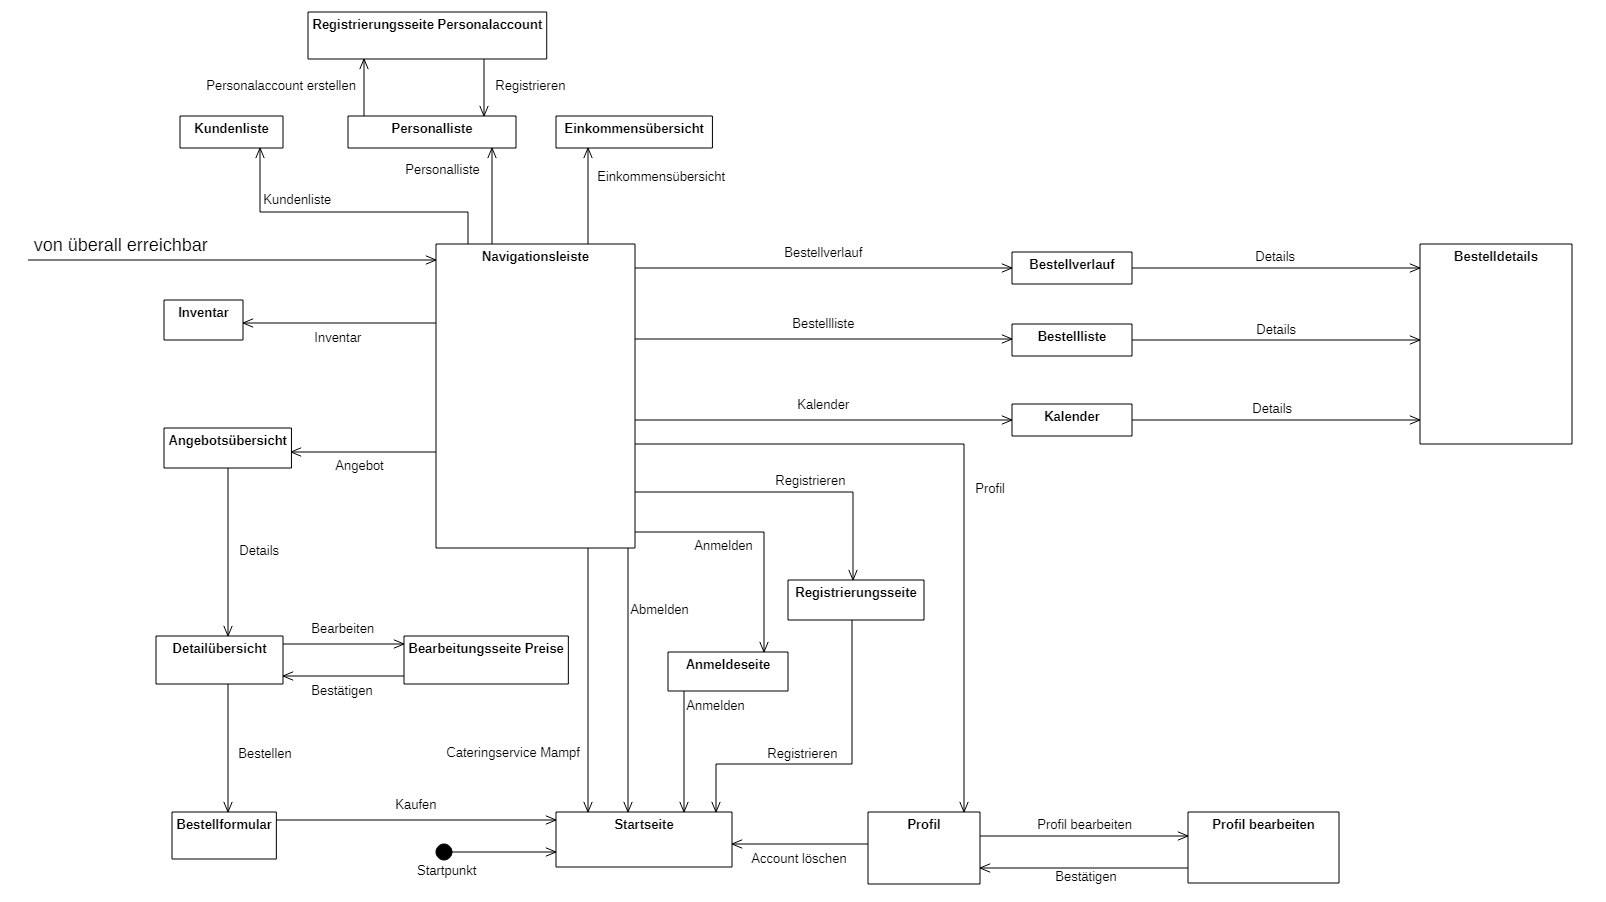 Registrierungsseite Personalaccount
Personalaccount erstellen
Registrieren
Kundenliste
Personalliste
Einkommensübersicht
Personalliste
Einkommensübersicht
Kundenliste
von überall erreichbar
Navigationsleiste
Bestellverlauf
Bestellverlauf
Details
Bestelldetails
Inventar
Inventar
Bestellliste
Bestellliste
Details
Kalender
Kalender
Details
Angebotsübersicht
Angebot
Registrieren
Profil
Details
Anmelden
Registrierungsseite
Abmelden
Bearbeiten
Detailübersicht
Bearbeitungsseite Preise
Bestätigen
Anmeldeseite
Anmelden
Bestellen
Cateringservice Mampf
Registrieren
Kaufen
Bestellformular
Startseite
Profil
Profil bearbeiten
Profil bearbeiten
Startpunkt
Account löschen
Bestätigen